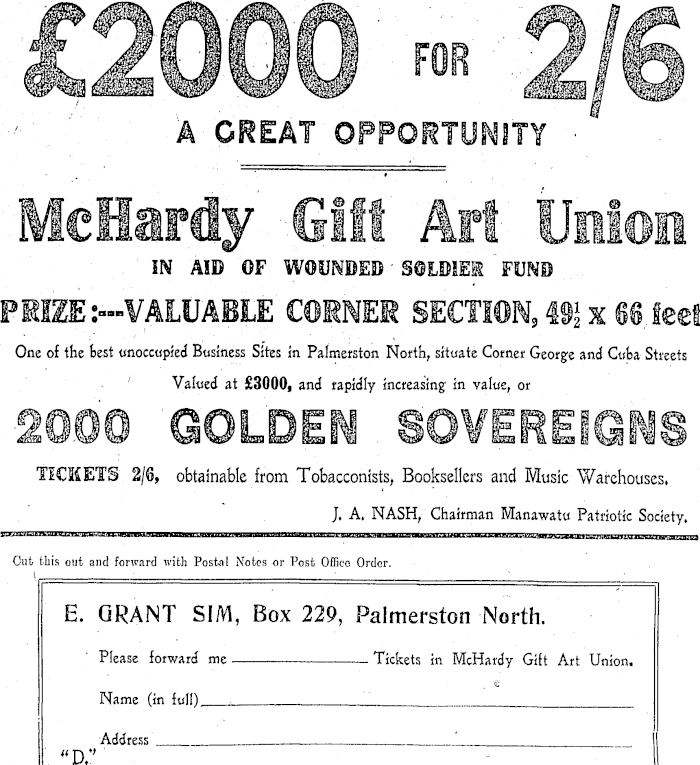 £2000 FOR 2/6
A GREAT OPPORTUNITY
McHardy Gift Art Union
IN AID OF WOUNDED SOLDIER FUND
PRIZE:---VALUABLE CORNER SECTION, 49½ x 66 feet
One of the best unoccupied Business Sites in Palmerston North, situate Corner George and Cuba Streets
Valued at £3000, and rapidly increasing in value, or
2000 GOLDEN SOVEREIGNS
TICKETS 2/6, obtainable from Tobacconists, Booksellers and Music Warehouses.
J. A. NASH, Chairman Manawatu Patriotic Society.
Cut this out and forward with Postal Notes or Post Office Order.
E. GRANT SIM, Box 229, Palmerston North.
Please forward me Tickets in McHardy Gift Art Union.
Name (in full)
Address
"D."